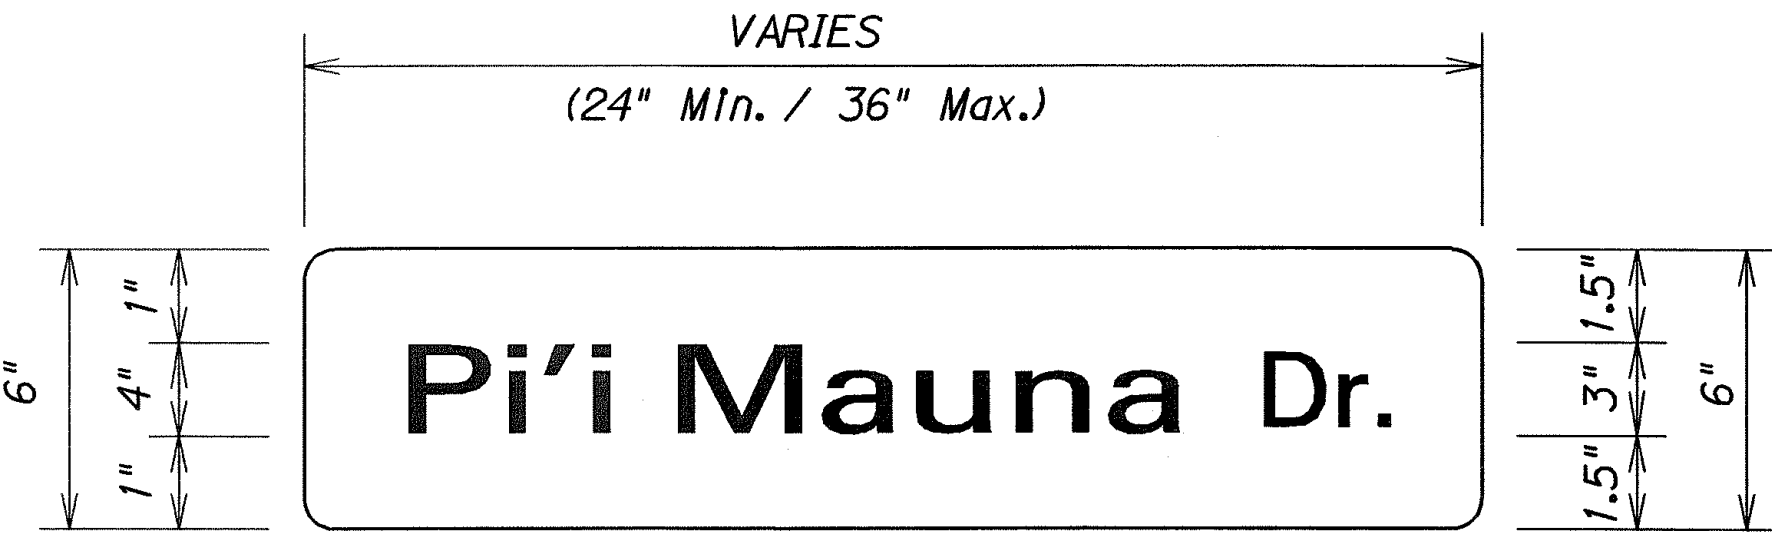 VARIES
(24" Min. / 36" Max.)
6"
1"
4"
1"
Pi'i Mauna Dr.
1.5"
3"
1.5"
6"